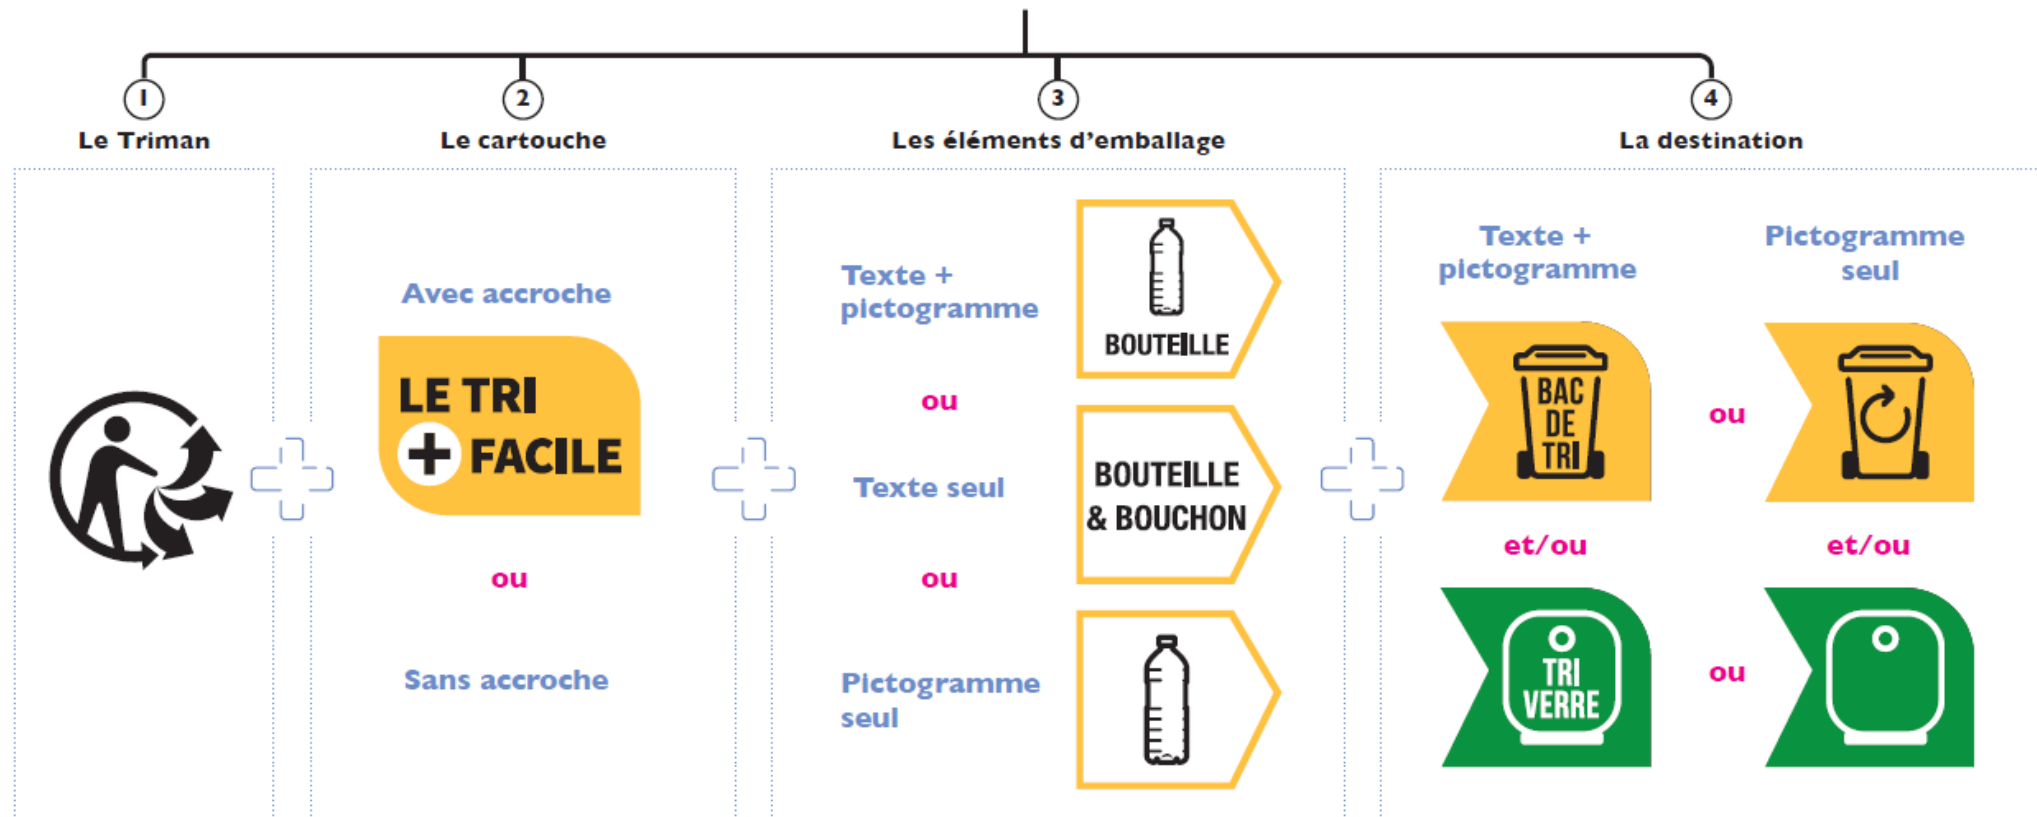 1
Le Triman
2
Le cartouche
3
Les éléments d’emballage
4
La destination
Avec accroche
LE TRI
+ FACILE
ou
Sans accroche
Texte +
pictogramme
BOUTEILLE
ou
Texte seul
BOUTEILLE
& BOUCHON
ou
Pictogramme
seul
Texte +
pictogramme
Pictogramme
seul
BAC
DE
TRI
ou
et/ou
et/ou
TRI
VERRE
ou